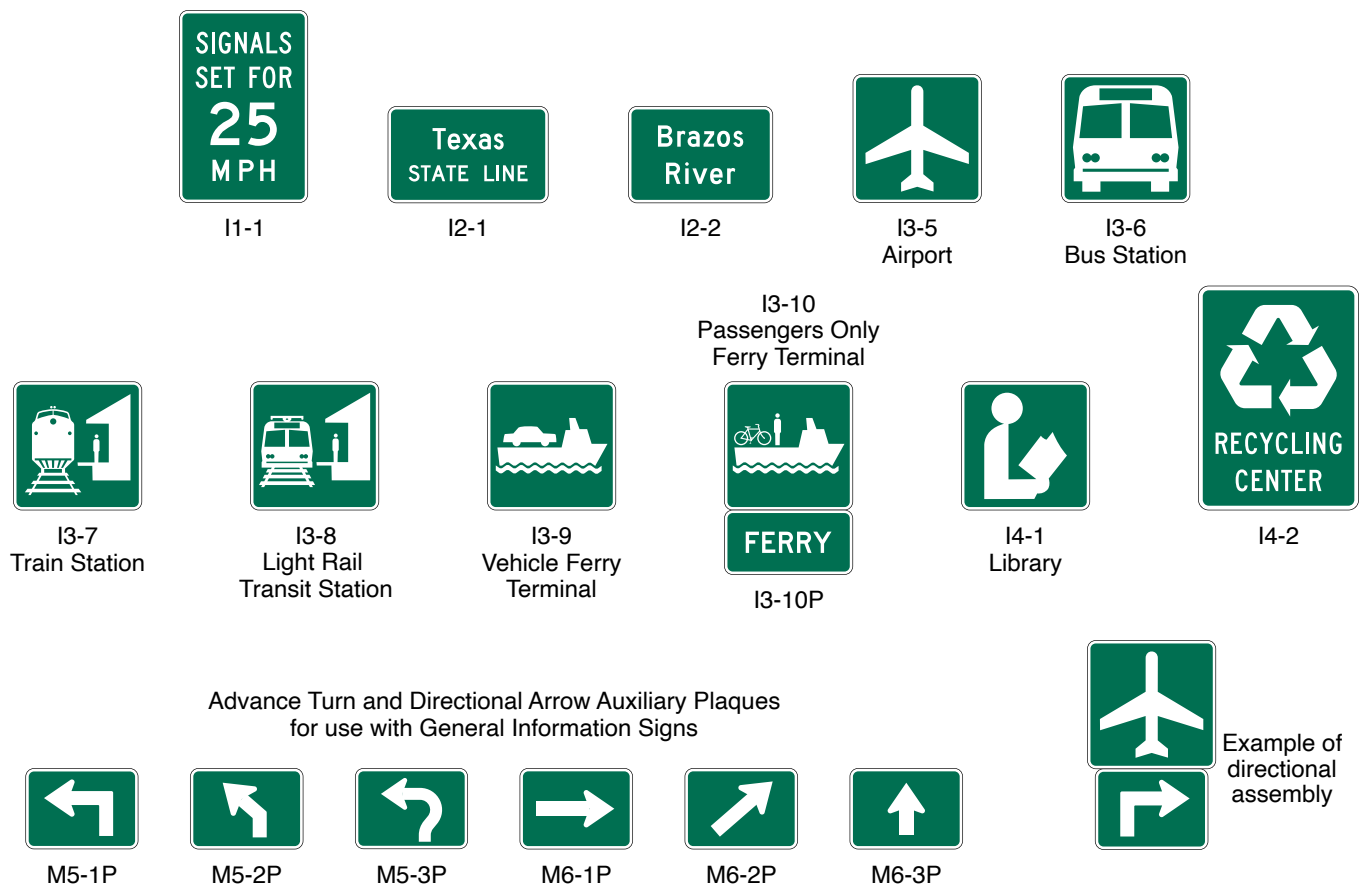 SIGNALS
SET FOR
25
MPH
I1-1
Texas
STATE LINE
I2-1
Brazos
River
I2-2
I3-5
Airport
I3-6
Bus Station
I3-7
Train Station
I3-8
Light Rail
Transit Station
I3-9
Vehicle Ferry
Terminal
I3-10
Passengers Only
Ferry Terminal
FERRY
I3-10P
I4-1
Library
RECYCLING
CENTER
I4-2
Advance Turn and Directional Arrow Auxiliary Plaques
for use with General Information Signs
M5-1P
M5-2P
M5-3P
M6-1P
M6-2P
M6-3P
Example of
directional
assembly